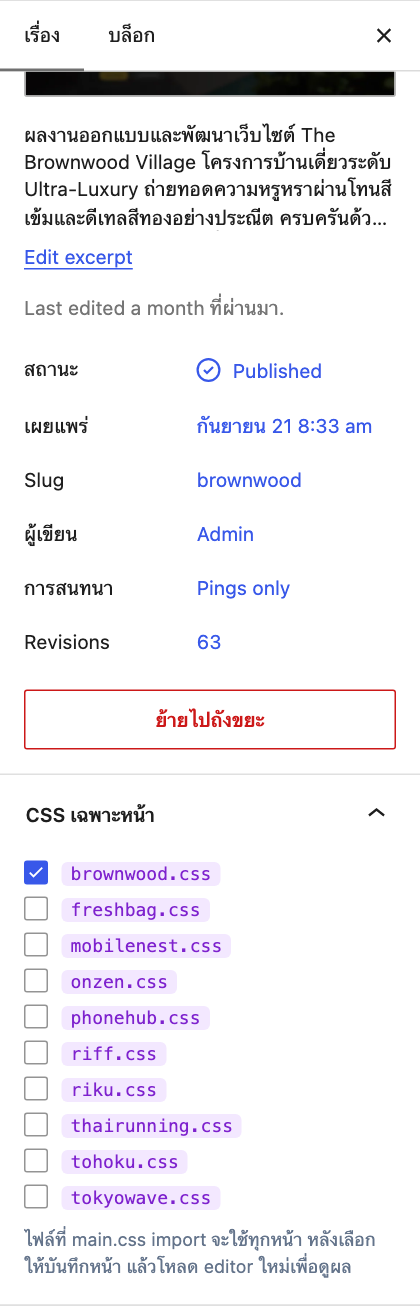 เรื่อง บล็อก
ผลงานออกแบบและพัฒนาเว็บไซต์ The
Brownwood Village โครงการบ้านเดี่ยวระดับ
Ultra-Luxury ถ่ายทอดความหรูหราผ่านโทนสี
เข้มและดีเทลสีทองอย่างประณีต ครบครันด้ว…
Edit excerpt
Last edited a month ที่ผ่านมา.
สถานะ Published
เผยแพร่ กันยายน 21 8:33 am
Slug brownwood
ผู้เขียน Admin
การสนทนา Pings only
Revisions 63
ย้ายไปถังขยะ
CSS เฉพาะหน้า
brownwood.css
freshbag.css
mobilenest.css
onzen.css
phonehub.css
riff.css
riku.css
thairunning.css
tohoku.css
tokyowave.css
ไฟล์ที่ main.css import จะใช้ทุกหน้า หลังเลือก
ให้บันทึกหน้า แล้วโหลด editor ใหม่เพื่อดูผล